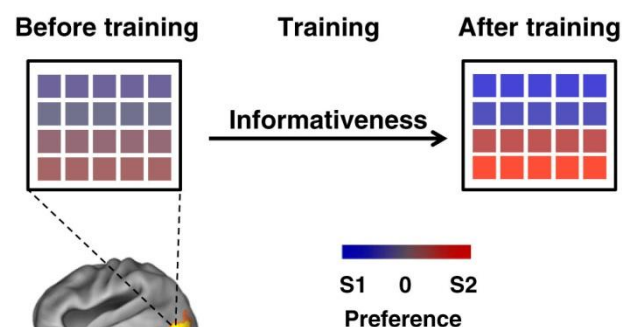 Before training
Training
After training
Informativeness
S1 0 S2
Preference